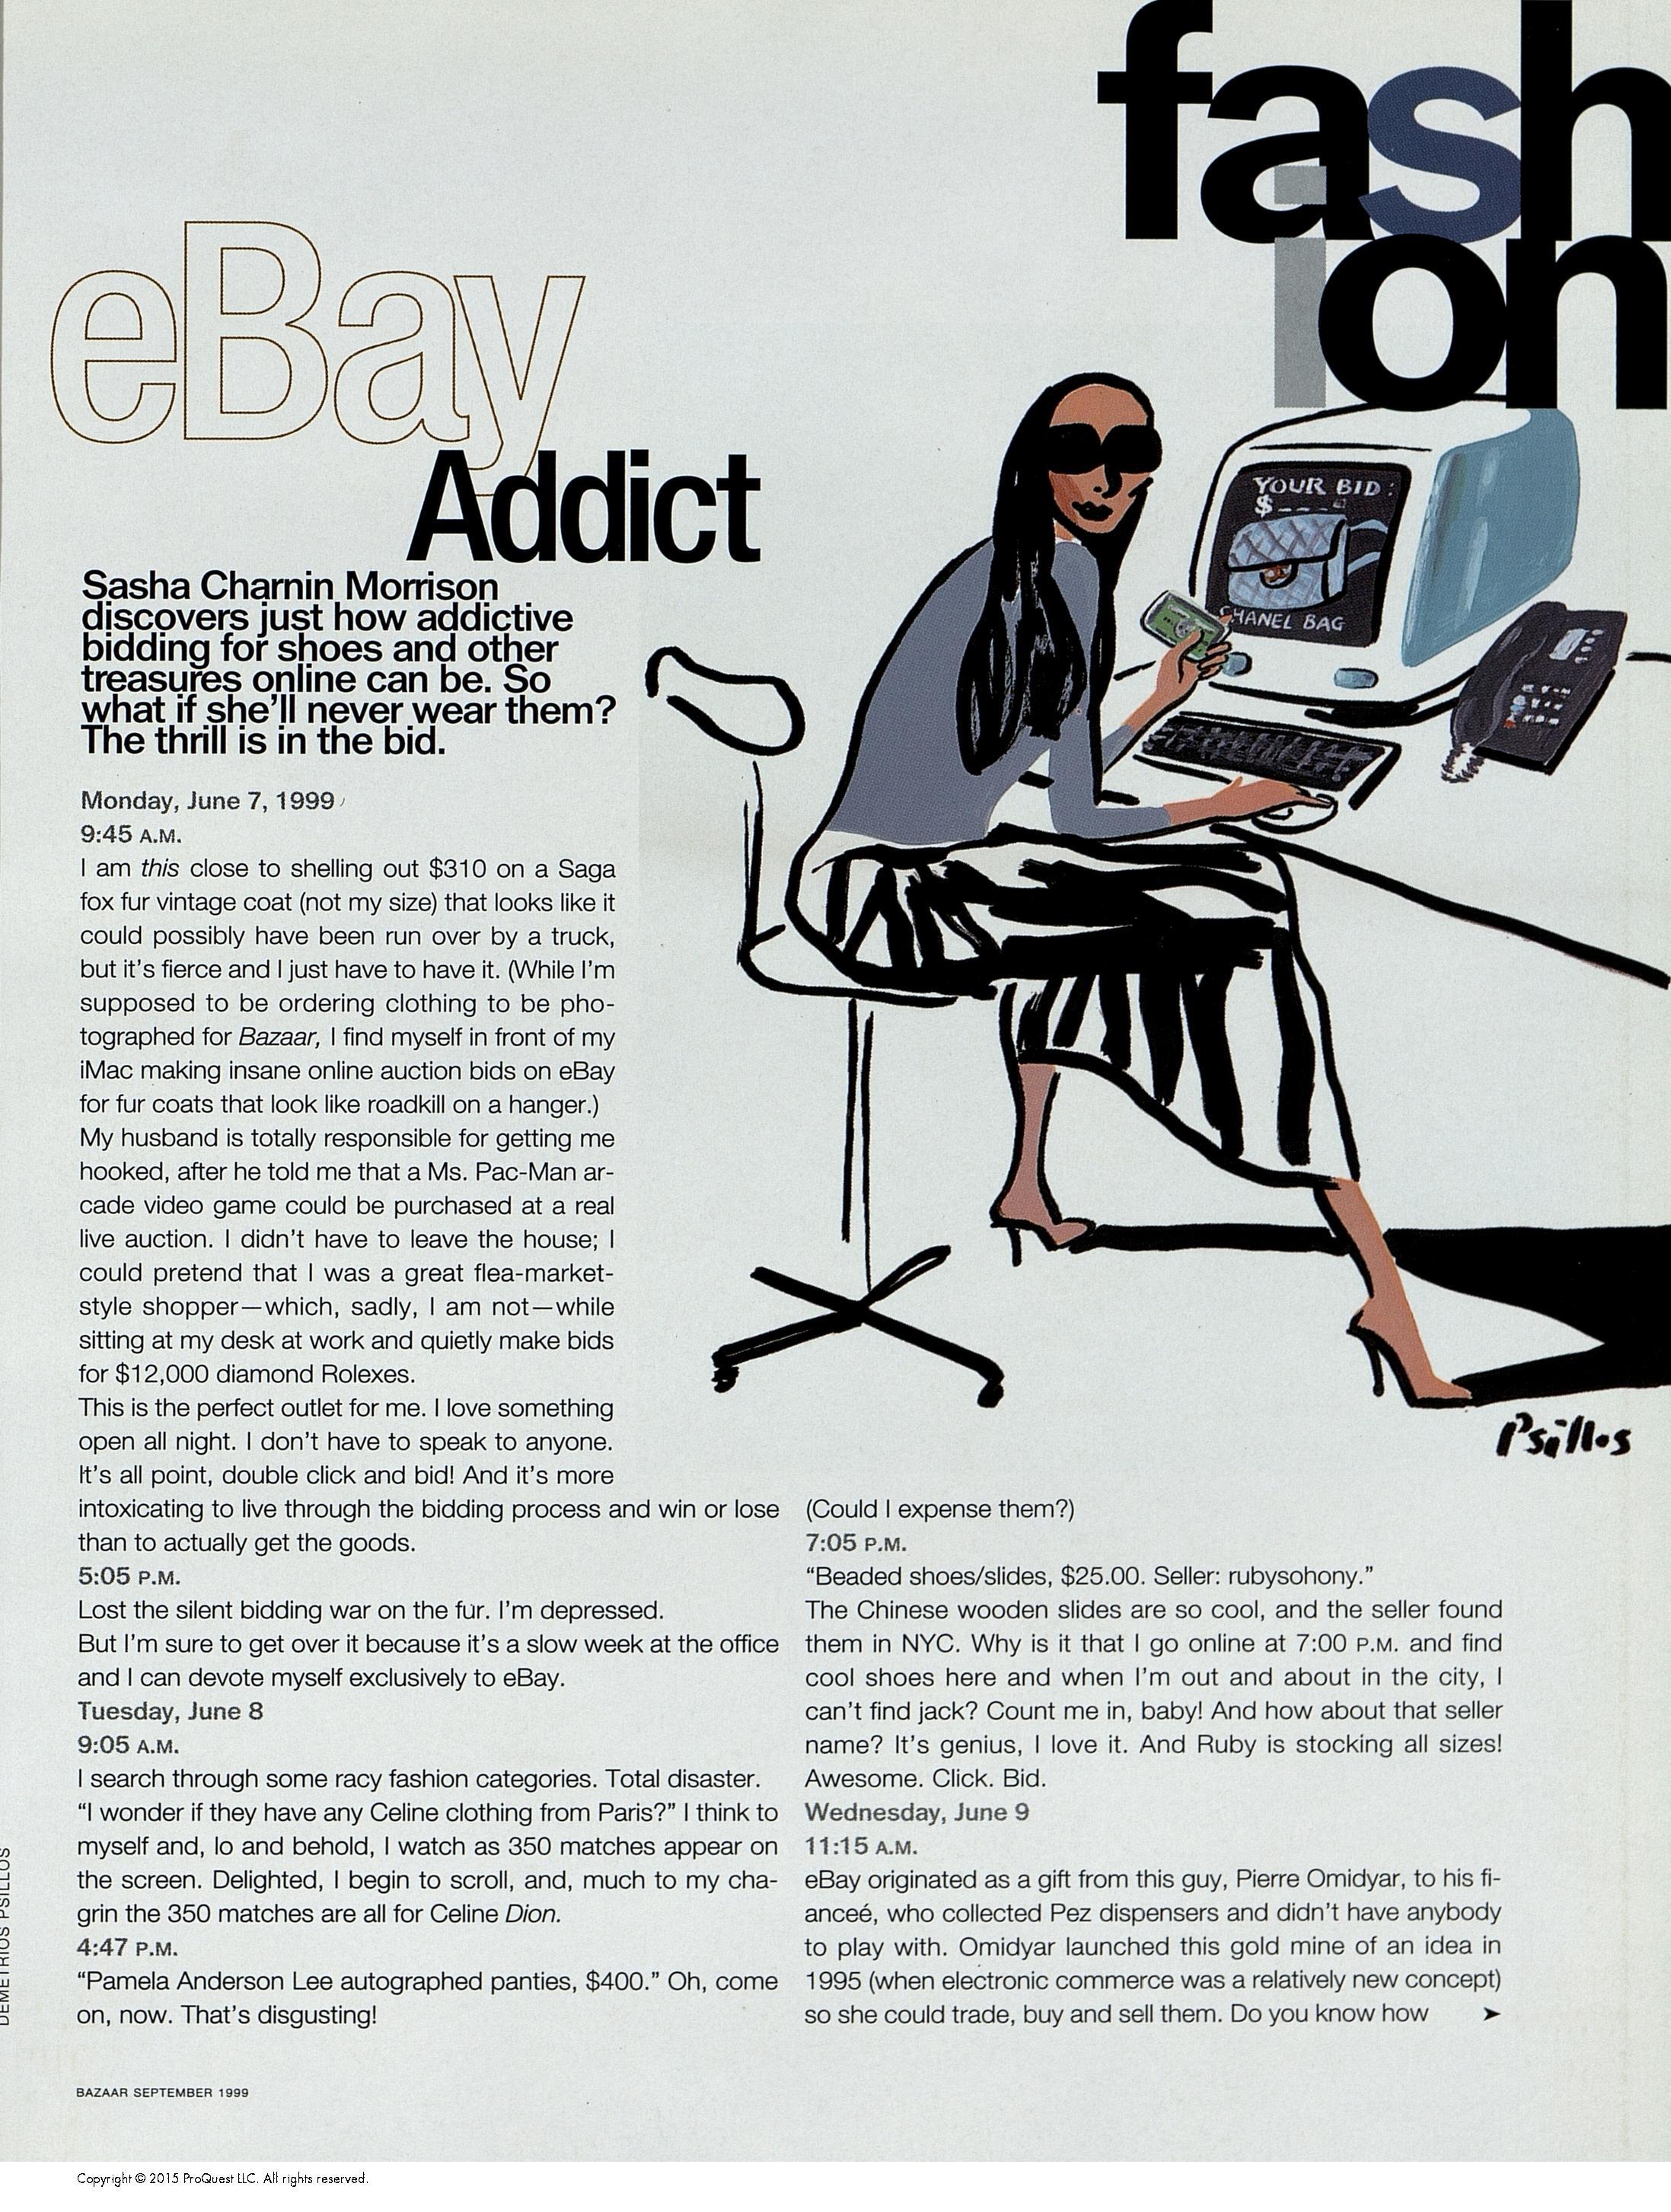 fash
ion
eBay
Addict
Sasha Charnin Morrison
discovers just how addictive
bidding for shoes and other
treasures online can be. So
what if she'll never wear them?
The thrill is in the bid.
YOUR BID:
$----
CHANEL BAG
Psillos
Monday, June 7, 1999
9:45 A.M.
I am this close to shelling out $310 on a Saga
fox fur vintage coat (not my size) that looks like it
could possibly have been run over by a truck,
but it's fierce and I just have to have it. (While I'm
supposed to be ordering clothing to be pho-
tographed for Bazaar, I find myself in front of my
iMac making insane online auction bids on eBay
for fur coats that look like roadkill on a hanger.)
My husband is totally responsible for getting me
hooked, after he told me that a Ms. Pac-Man ar-
cade video game could be purchased at a real
live auction. I didn't have to leave the house; I
could pretend that I was a great flea-market-
style shopper—which, sadly, I am not—while
sitting at my desk at work and quietly make bids
for $12,000 diamond Rolexes.
This is the perfect outlet for me. I love something
open all night. I don't have to speak to anyone.
It's all point, double click and bid! And it's more
intoxicating to live through the bidding process and win or lose
than to actually get the goods.
5:05 P.M.
Lost the silent bidding war on the fur. I'm depressed.
But I'm sure to get over it because it's a slow week at the office
and I can devote myself exclusively to eBay.
Tuesday, June 8
9:05 A.M.
I search through some racy fashion categories. Total disaster.
"I wonder if they have any Celine clothing from Paris?" I think to
myself and, lo and behold, I watch as 350 matches appear on
the screen. Delighted, I begin to scroll, and, much to my cha-
grin the 350 matches are all for Celine Dion.
4:47 P.M.
"Pamela Anderson Lee autographed panties, $400." Oh, come
on, now. That's disgusting!
(Could I expense them?)
7:05 P.M.
"Beaded shoes/slides, $25.00. Seller: rubysohony."
The Chinese wooden slides are so cool, and the seller found
them in NYC. Why is it that I go online at 7:00 P.M. and find
cool shoes here and when I'm out and about in the city, I
can't find jack? Count me in, baby! And how about that seller
name? It's genius, I love it. And Ruby is stocking all sizes!
Awesome. Click. Bid.
Wednesday, June 9
11:15 A.M.
eBay originated as a gift from this guy, Pierre Omidyar, to his fi-
anceé, who collected Pez dispensers and didn't have anybody
to play with. Omidyar launched this gold mine of an idea in
1995 (when electronic commerce was a relatively new concept)
so she could trade, buy and sell them. Do you know how ➤
DEMETRIOS PSILLOS
BAZAAR SEPTEMBER 1999
Copyright © 2015 ProQuest LLC. All rights reserved.